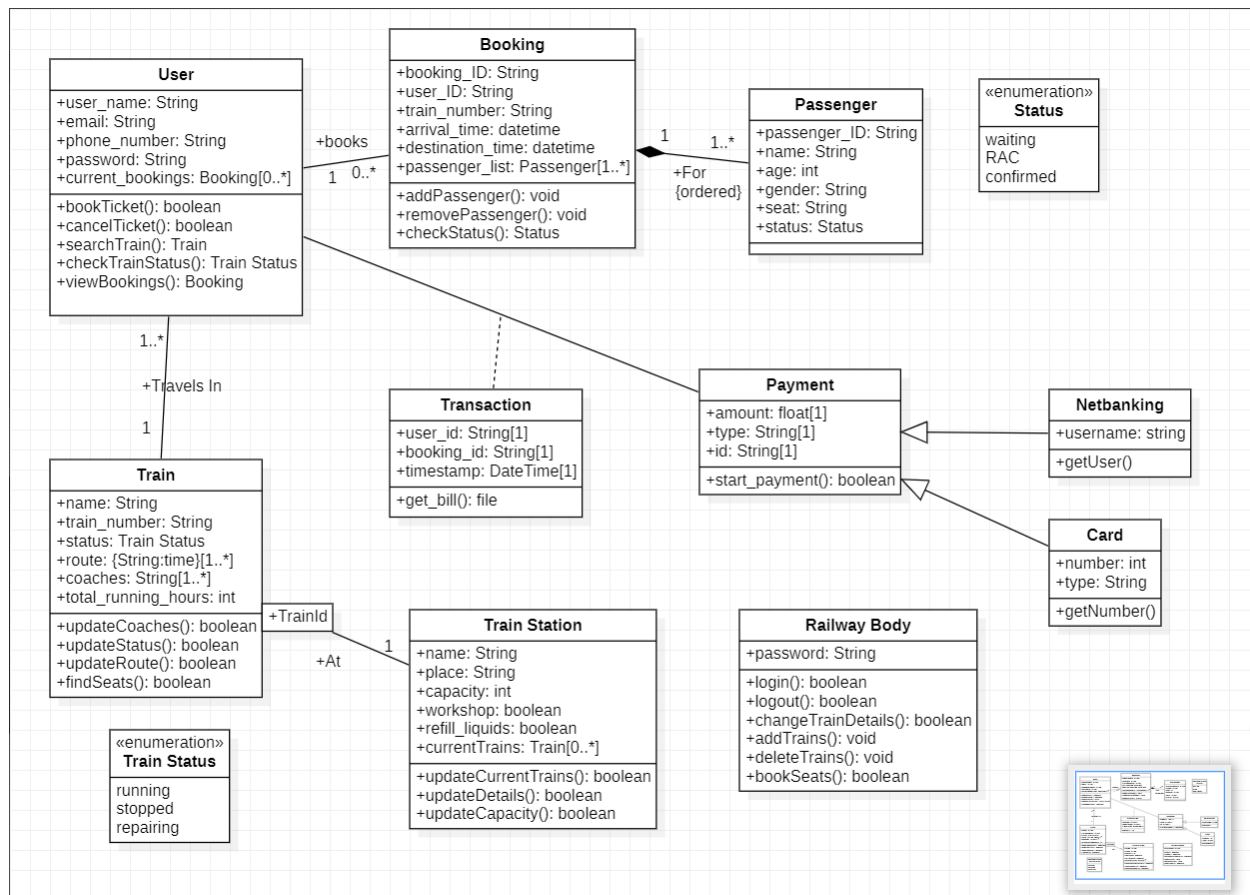 User
+user_name: String
+email: String
+phone_number: String
+password: String
+current_bookings: Booking[0..*]
+bookTicket(): boolean
+cancelTicket(): boolean
+searchTrain(): Train
+checkTrainStatus(): Train Status
+viewBookings(): Booking
+books
1
0..*
Booking
+booking_ID: String
+user_ID: String
+train_number: String
+arrival_time: datetime
+destination_time: datetime
+passenger_list: Passenger[1..*]
+addPassenger(): void
+removePassenger(): void
+checkStatus(): Status
1
1..*
+For
{ordered}
Passenger
+passenger_ID: String
+name: String
+age: int
+gender: String
+seat: String
+status: Status
«enumeration»
Status
waiting
RAC
confirmed
1..*
+Travels In
1
Transaction
+user_id: String[1]
+booking_id: String[1]
+timestamp: DateTime[1]
+get_bill(): file
Payment
+amount: float[1]
+type: String[1]
+id: String[1]
+start_payment(): boolean
Netbanking
+username: string
+getUser()
Card
+number: int
+type: String
+getNumber()
Train
+name: String
+train_number: String
+status: Train Status
+route: {String:time}[1..*]
+coaches: String[1..*]
+total_running_hours: int
+updateCoaches(): boolean
+updateStatus(): boolean
+updateRoute(): boolean
+findSeats(): boolean
+TrainId
+At
1
Train Station
+name: String
+place: String
+capacity: int
+workshop: boolean
+refill_liquids: boolean
+currentTrains: Train[0..*]
+updateCurrentTrains(): boolean
+updateDetails(): boolean
+updateCapacity(): boolean
Railway Body
+password: String
+login(): boolean
+logout(): boolean
+changeTrainDetails(): boolean
+addTrains(): void
+deleteTrains(): void
+bookSeats(): boolean
«enumeration»
Train Status
running
stopped
repairing